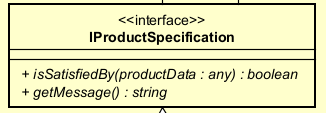 <<interface>>
IProductSpecification
+ isSatisfiedBy(productData : any) : boolean
+ getMessage() : string